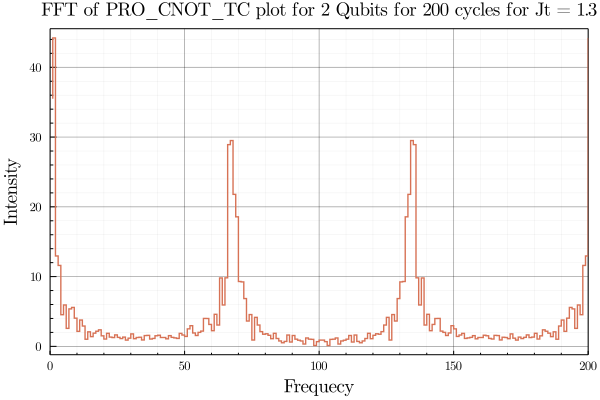 FFT of PRO_CNOT_TC plot for 2 Qubits for 200 cycles for Jt = 1.3
Intensity
40
30
20
10
0
0 50 100 150 200
Frequecy